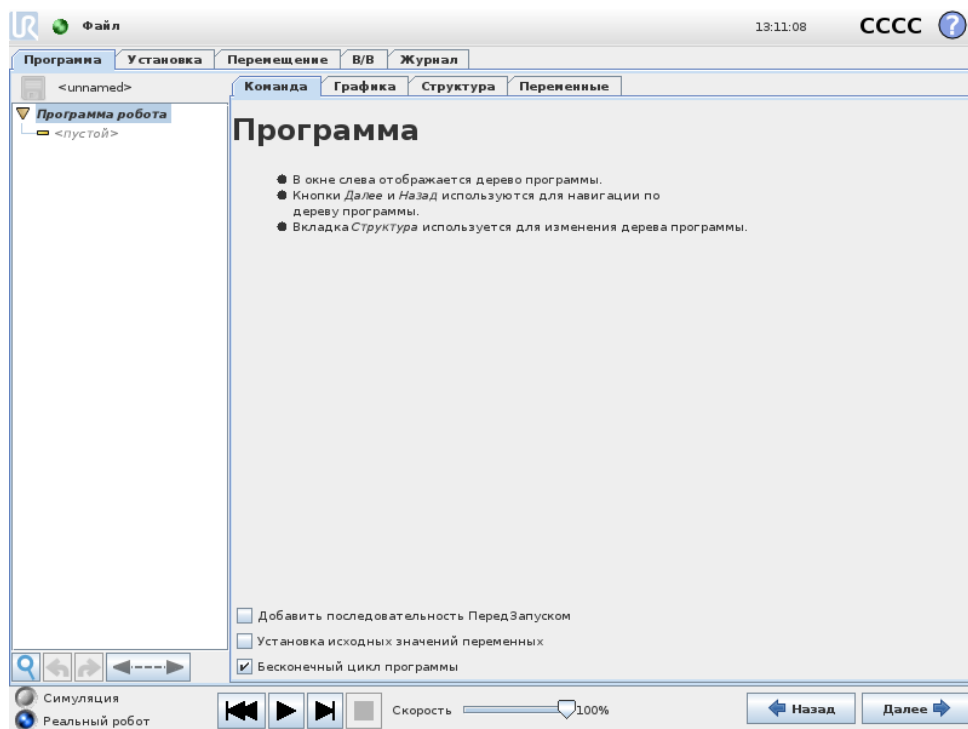 UR Файл 13:11:08 CCCC ?
Программа Установка Перемещение В/В Журнал
<unnamed> Команда Графика Структура Переменные
Программа робота
<пустой>
Программа
В окне слева отображается дерево программы.
Кнопки Далее и Назад используются для навигации по
дереву программы.
Вкладка Структура используется для изменения дерева программы.
Добавить последовательность ПередЗапуском
Установка исходных значений переменных
Бесконечный цикл программы
Симуляция
Реальный робот
Скорость 100% Назад Далее